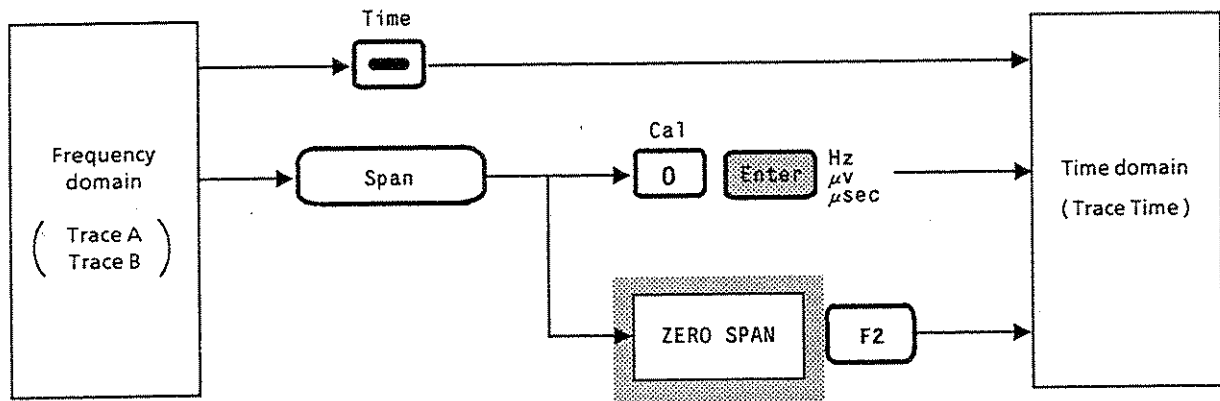 Time
Frequency
domain
( Trace A
Trace B )
Span
Cal
0
Enter
Hz
μv
μsec
ZERO SPAN
F2
Time domain
( Trace Time )